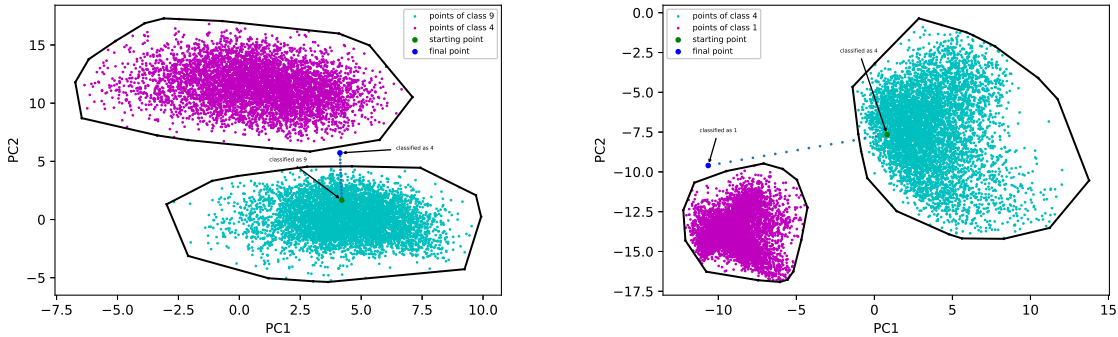 points of class 9
points of class 4
starting point
final point
classified as 4
classified as 9
15
10
5
0
−5
PC2
−7.5
−5.0
−2.5
0.0
2.5
5.0
7.5
10.0
PC1
points of class 4
points of class 1
starting point
final point
classified as 4
classified as 1
0.0
−2.5
−5.0
−7.5
−10.0
−12.5
−15.0
−17.5
PC2
−10
−5
0
5
10
15
PC1